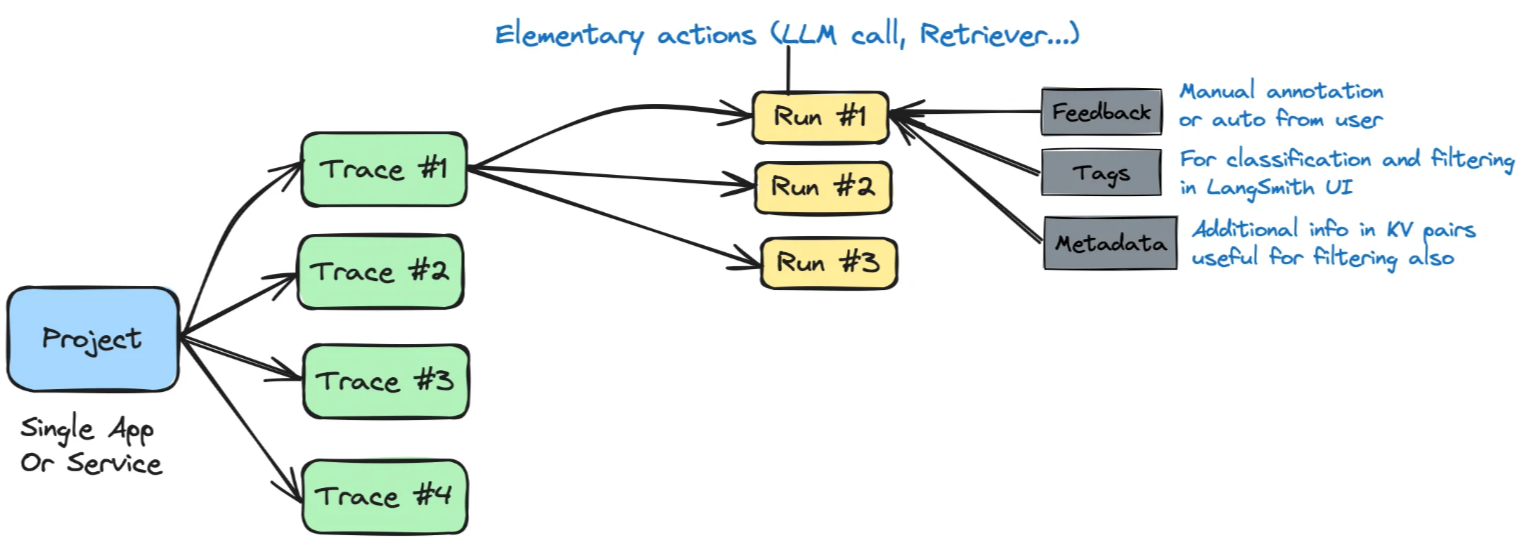 Elementary actions (LLM call, Retriever...)
Project
Single App
Or Service
Trace #1
Trace #2
Trace #3
Trace #4
Run #1
Run #2
Run #3
Feedback
Manual annotation
or auto from user
Tags
For classification and filtering
in LangSmith UI
Metadata
Additional info in KV pairs
useful for filtering also